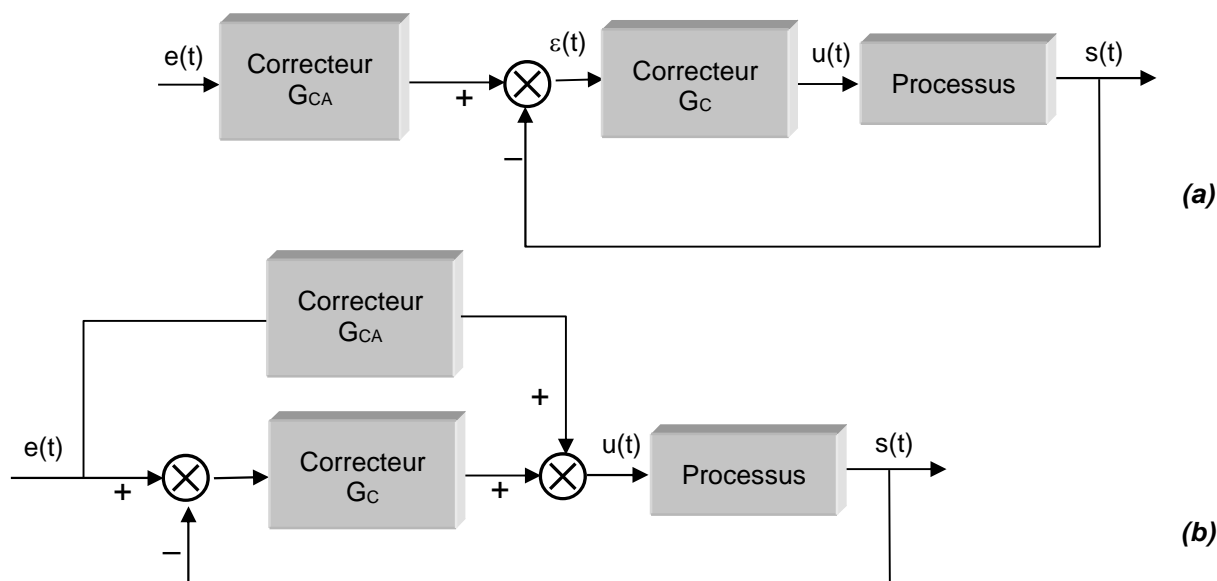 e(t)
Correcteur
GCA
+
−
ε(t)
Correcteur
GC
u(t)
Processus
s(t)
(a)
Correcteur
GCA
+
e(t)
+
−
Correcteur
GC
+
u(t)
Processus
s(t)
(b)